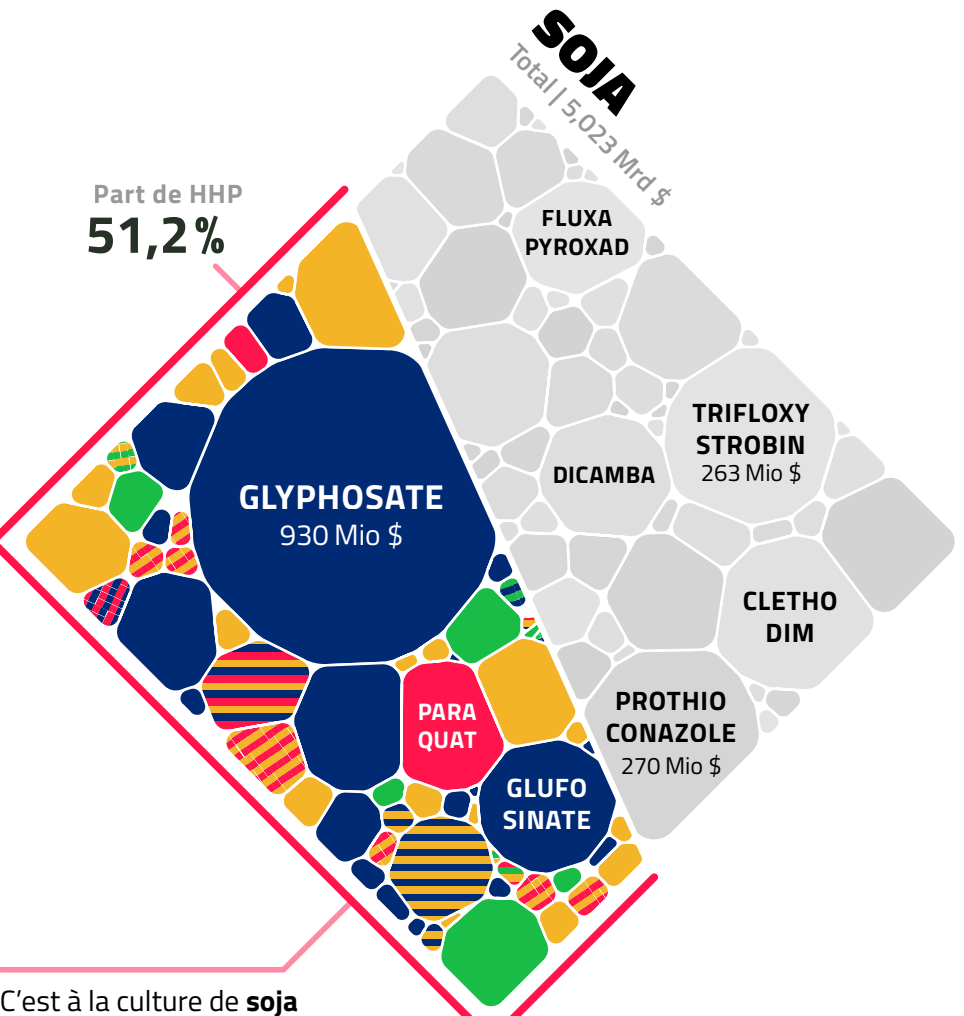 SOJA
Total | 5,023 Mrd $
Part de HHP
51,2 %
FLUXA
PYROXAD
TRIFLOXY
STROBIN
263 Mio $
DICAMBA
GLYPHOSATE
930 Mio $
CLETHO
DIM
PROTHIO
CONAZOLE
270 Mio $
PARA
QUAT
GLUFO
SINATE
C'est à la culture de soja